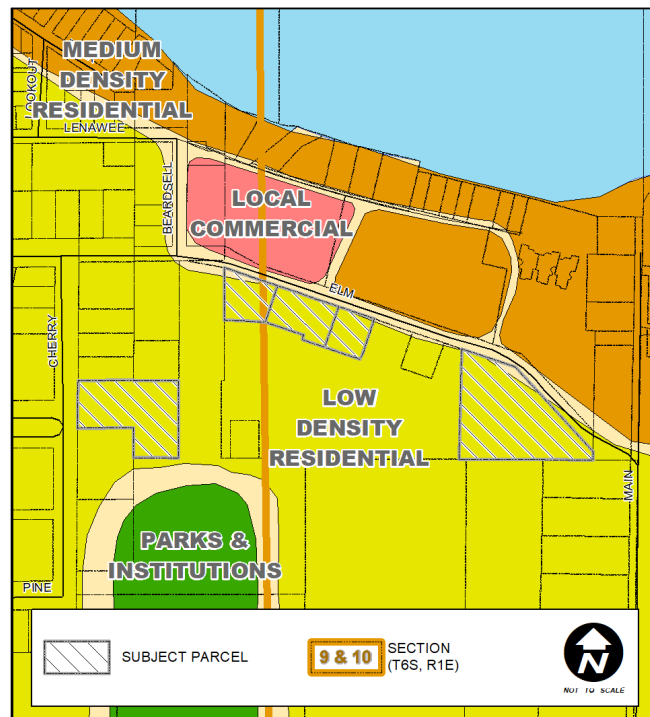 MEDIUM
DENSITY
RESIDENTIAL
LOOKOUT
LENAWEE
BEARDSELL
LOCAL
COMMERCIAL
ELM
CHERRY
LOW
DENSITY
RESIDENTIAL
MAIN
PARKS &
INSTITUTIONS
PINE
SUBJECT PARCEL
9 & 10
SECTION
(T6S, R1E)
N
NOT TO SCALE